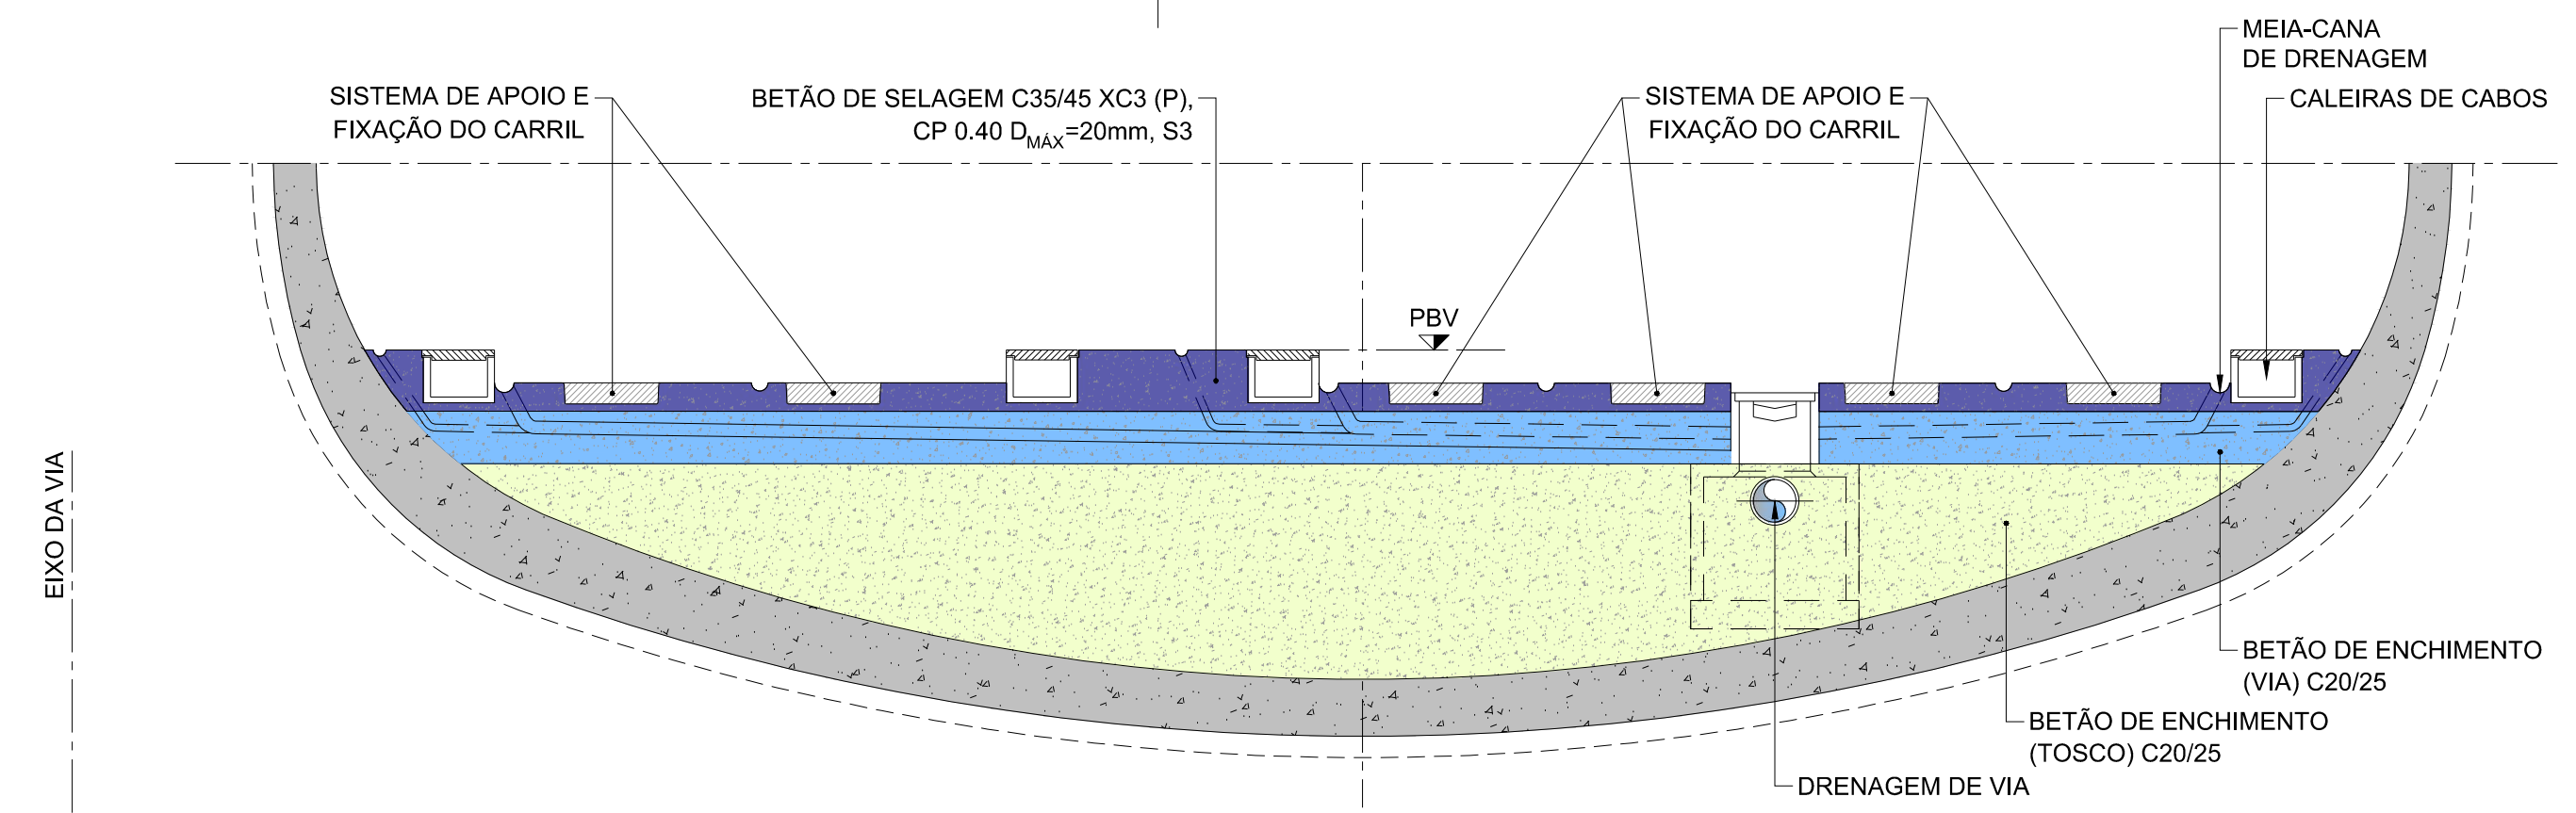 MEIA-CANA
DE DRENAGEM
SISTEMA DE APOIO E
FIXAÇÃO DO CARRIL
BETÃO DE SELAGEM C35/45 XC3 (P),
CP 0.40 DMÁX=20mm, S3
SISTEMA DE APOIO E
FIXAÇÃO DO CARRIL
CALEIRAS DE CABOS
PBV
EIXO DA VIA
BETÃO DE ENCHIMENTO
(VIA) C20/25
BETÃO DE ENCHIMENTO
(TOSCO) C20/25
DRENAGEM DE VIA